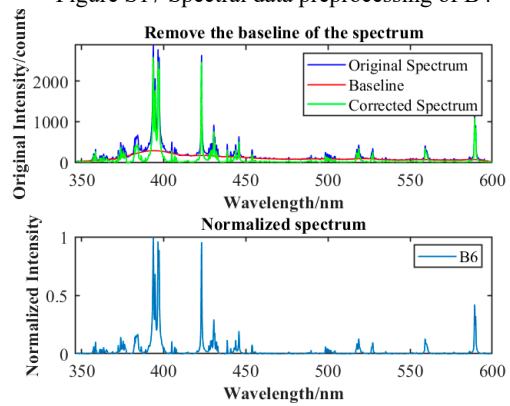 Figure S17 Spectral data preprocessing of B4
Remove the baseline of the spectrum
Original Intensity/counts
2000
1000
0
Original Spectrum
Baseline
Corrected Spectrum
350 400 450 500 550 600
Wavelength/nm
Normalized spectrum
Normalized Intensity
1
0.5
0
B6
350 400 450 500 550 600
Wavelength/nm